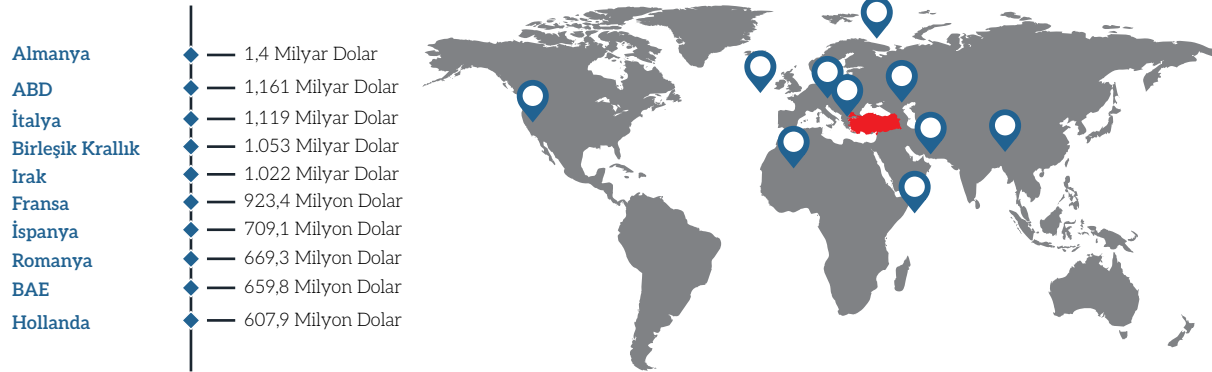 Almanya 1,4 Milyar Dolar
ABD 1,161 Milyar Dolar
İtalya 1,119 Milyar Dolar
Birleşik Krallık 1.053 Milyar Dolar
Irak 1.022 Milyar Dolar
Fransa 923,4 Milyon Dolar
İspanya 709,1 Milyon Dolar
Romanya 669,3 Milyon Dolar
BAE 659,8 Milyon Dolar
Hollanda 607,9 Milyon Dolar